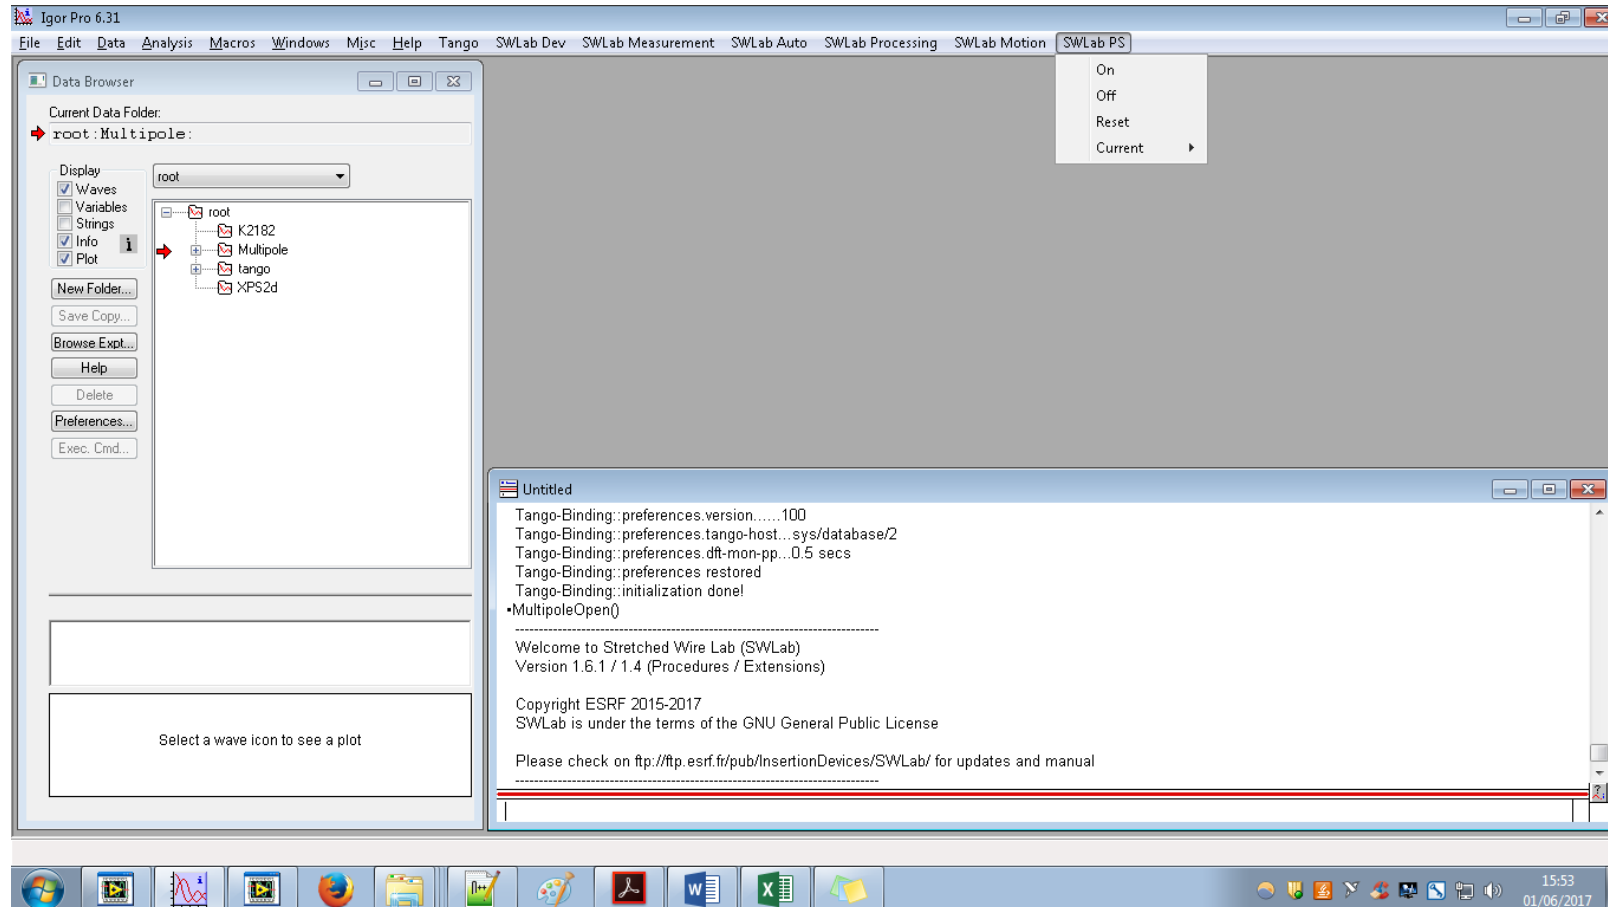 Igor Pro 6.31
File Edit Data Analysis Macros Windows Misc Help Tango SWLab Dev SWLab Measurement SWLab Auto SWLab Processing SWLab Motion SWLab PS
On
Off
Reset
Current
Data Browser
Current Data Folder:
root:Multipole:
Display
Waves
Variables
Strings
Info
i
Plot
New Folder...
Save Copy...
Browse Expt...
Help
Delete
Preferences...
Exec. Cmd...
root
root
K2182
Multipole
tango
XPS2d
Select a wave icon to see a plot
Untitled
Tango-Binding::preferences.version......100
Tango-Binding::preferences.tango-host...sys/database/2
Tango-Binding::preferences.dft-mon-pp...0.5 secs
Tango-Binding::preferences restored
Tango-Binding::initialization done!
•MultipoleOpen()
------------------------------------------------------------------------------
Welcome to Stretched Wire Lab (SWLab)
Version 1.6.1 / 1.4 (Procedures / Extensions)
Copyright ESRF 2015-2017
SWLab is under the terms of the GNU General Public License
Please check on ftp://ftp.esrf.fr/pub/InsertionDevices/SWLab/ for updates and manual
------------------------------------------------------------------------------
15:53
01/06/2017